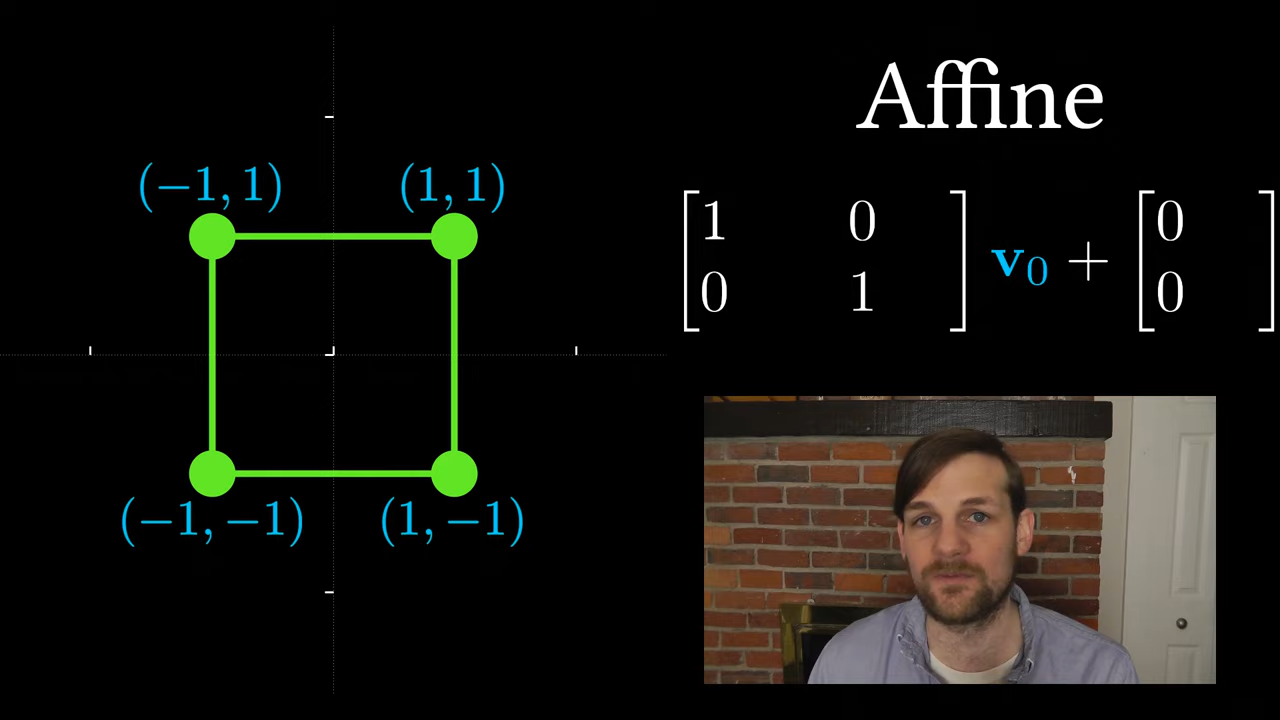 Affine
(−1, 1) (1, 1)
[1 0] v₀ + [0]
[0 1] [0]
(−1, −1) (1, −1)